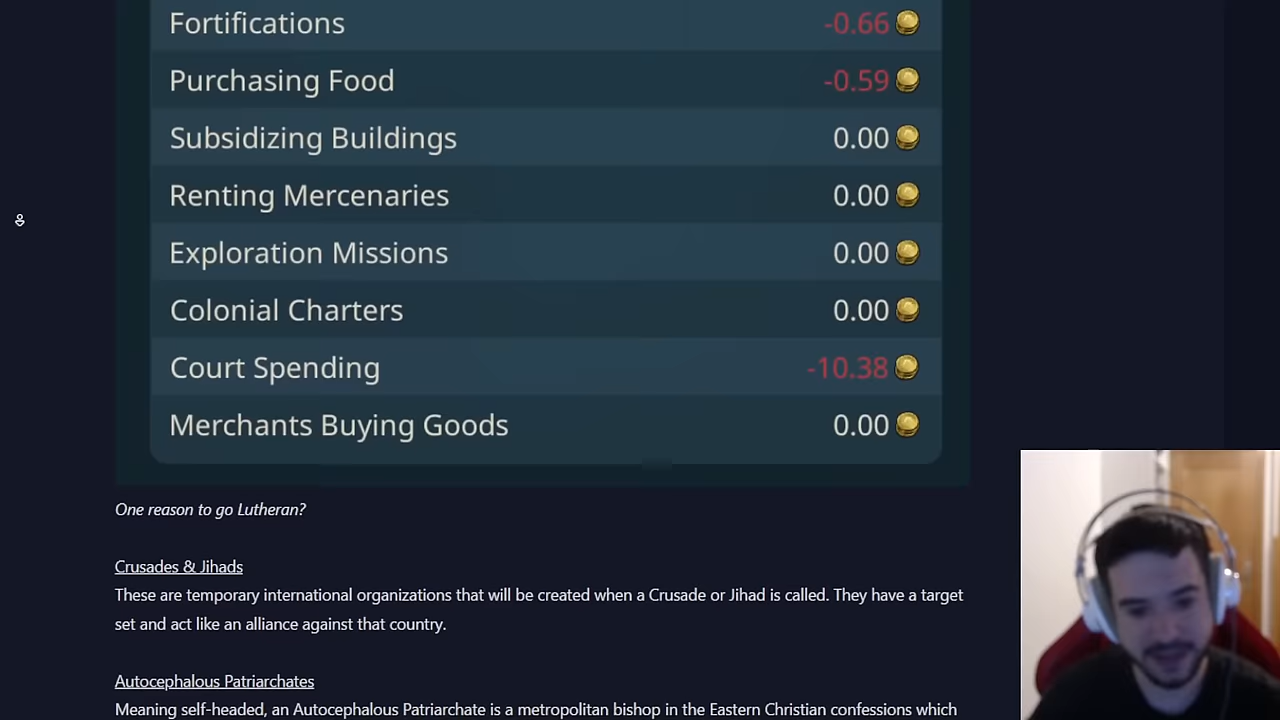 Fortifications -0.66
Purchasing Food -0.59
Subsidizing Buildings 0.00
Renting Mercenaries 0.00
Exploration Missions 0.00
Colonial Charters 0.00
Court Spending -10.38
Merchants Buying Goods 0.00
One reason to go Lutheran?
Crusades & Jihads
These are temporary international organizations that will be created when a Crusade or Jihad is called. They have a target
set and act like an alliance against that country.
Autocephalous Patriarchates
Meaning self-headed, an Autocephalous Patriarchate is a metropolitan bishop in the Eastern Christian confessions which